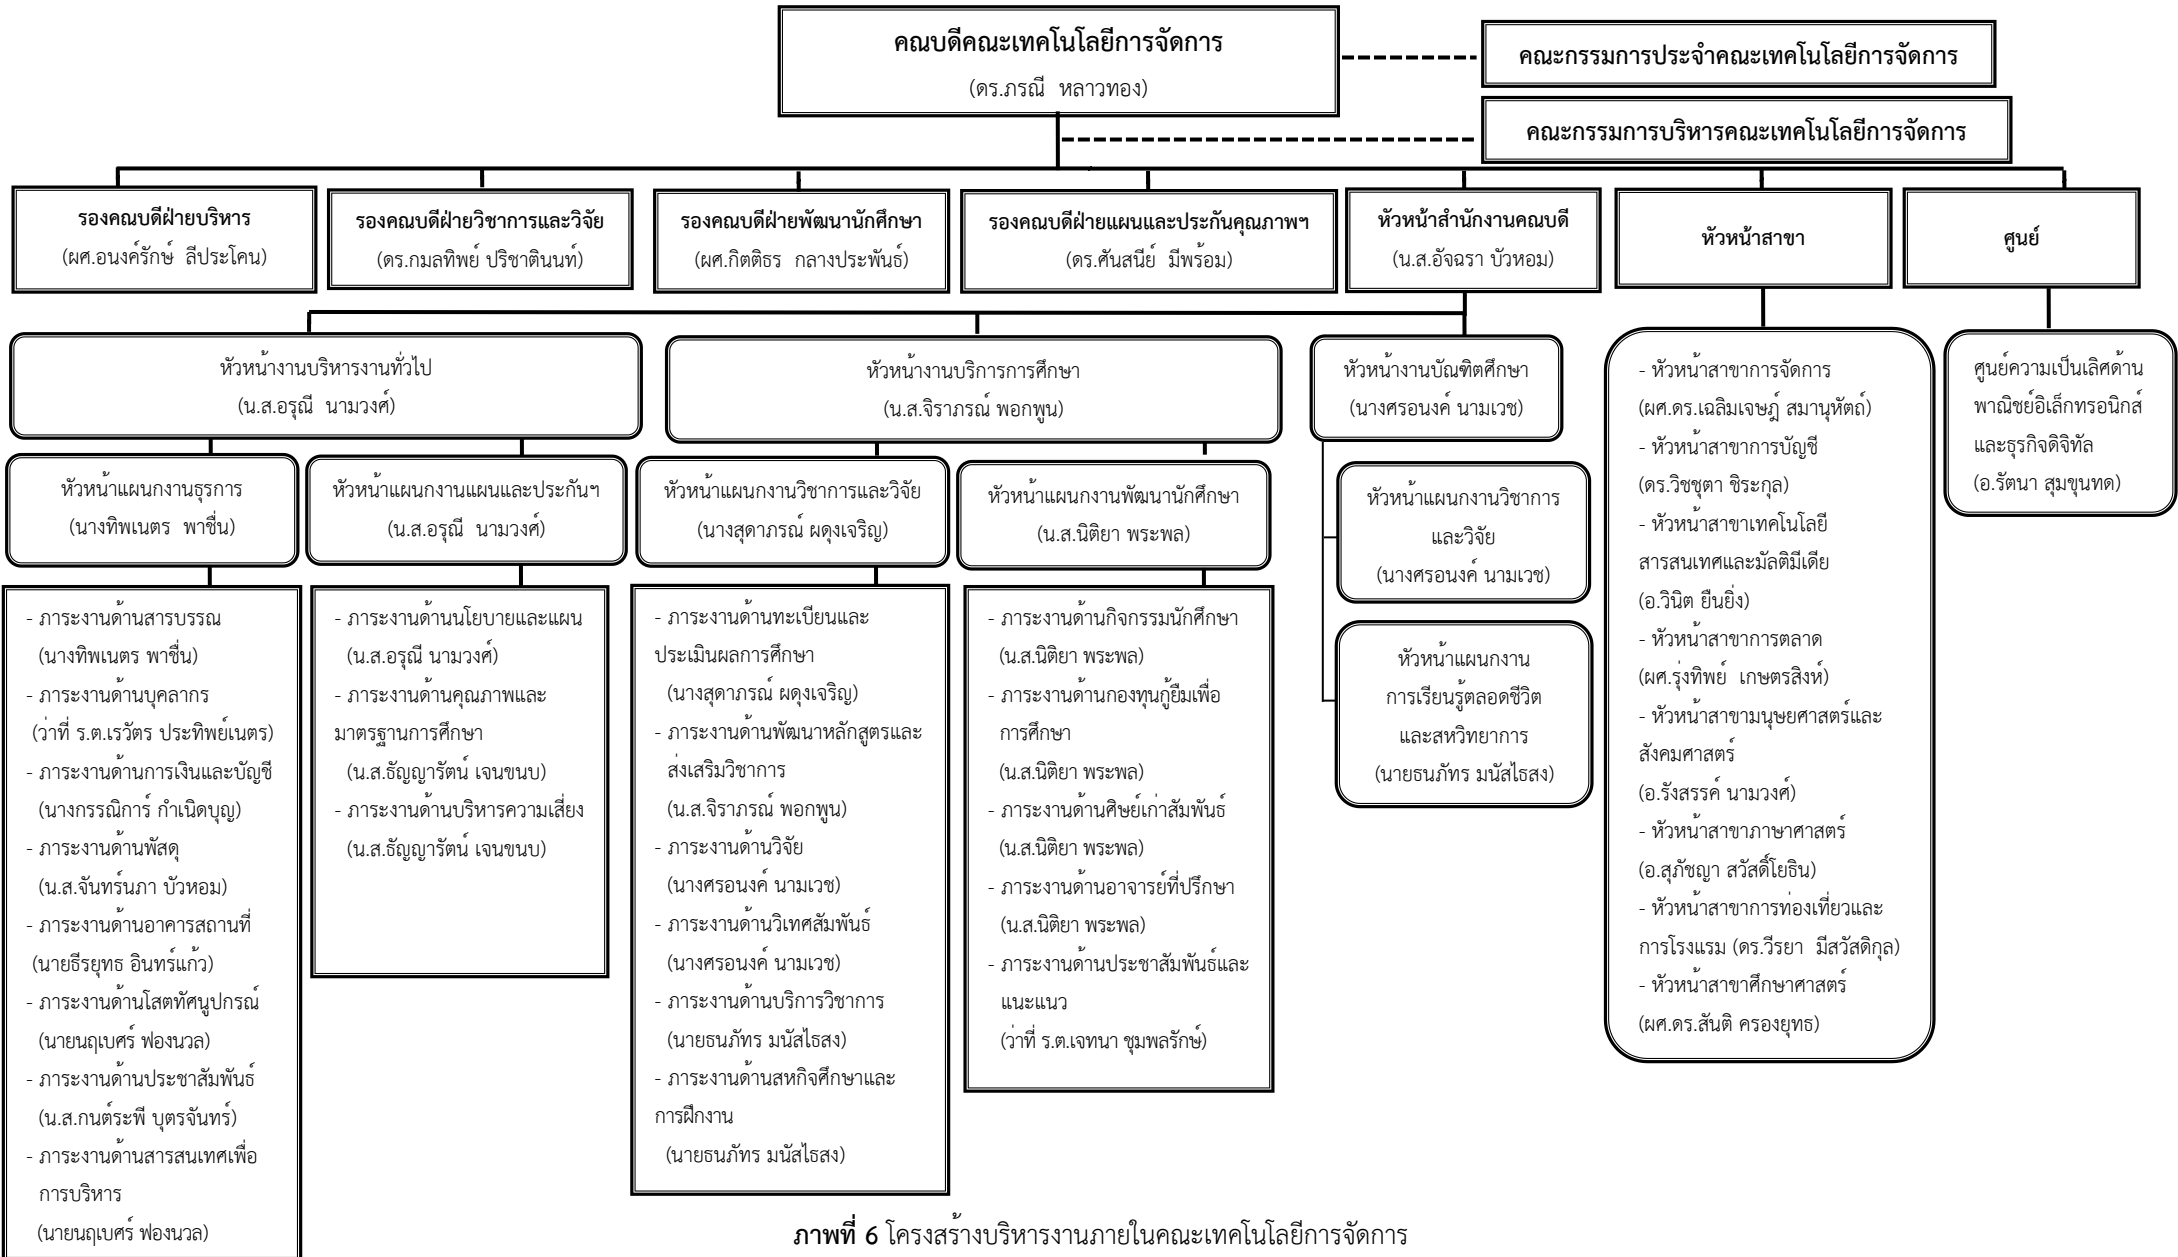 คณบดีคณะเทคโนโลยีการจัดการ
(ดร.ภรณี  หลาวทอง)
คณะกรรมการประจำคณะเทคโนโลยีการจัดการ
คณะกรรมการบริหารคณะเทคโนโลยีการจัดการ
รองคณบดีฝ่ายบริหาร
(ผศ.อนงค์รักษ์  ลีประโคน)
รองคณบดีฝ่ายวิชาการและวิจัย
(ดร.กมลทิพย์ ปริชาตินนท์)
รองคณบดีฝ่ายพัฒนานักศึกษา
(ผศ.กิตติธร  กลางประพันธ์)
รองคณบดีฝ่ายแผนและประกันคุณภาพฯ
(ดร.ศันสนีย์  มีพร้อม)
หัวหน้าสำนักงานคณบดี
(น.ส.อัจฉรา บัวหอม)
หัวหน้าสาขา
ศูนย์
หัวหน้างานบริหารงานทั่วไป
(น.ส.อรุณี  นามวงศ์)
หัวหน้างานบริการการศึกษา
(น.ส.จิราภรณ์ พอกพูน)
หัวหน้างานบัณฑิตศึกษา
(นางศรอนงค์ นามเวช)
หัวหน้าแผนกงานธุรการ
(นางทิพเนตร  พาชื่น)
หัวหน้าแผนกงานแผนและประกันฯ
(น.ส.อรุณี  นามวงศ์)
หัวหน้าแผนกงานวิชาการและวิจัย
(นางสุดาภรณ์ ผดุงเจริญ)
หัวหน้าแผนกงานพัฒนานักศึกษา
(น.ส.นิติยา พระพล)
หัวหน้าแผนกงานวิชาการ
และวิจัย
(นางศรอนงค์ นามเวช)
หัวหน้าแผนกงาน
การเรียนรู้ตลอดชีวิต
และสหวิทยาการ
(นายธนภัทร มนัสไธสง)
- ภาระงานด้านสารบรรณ
(นางทิพเนตร พาชื่น)
- ภาระงานด้านบุคลากร
(ว่าที่ ร.ต.เรวัตร ประทิพย์เนตร)
- ภาระงานด้านการเงินและบัญชี
(นางกรรณิการ์ กำเนิดบุญ)
- ภาระงานด้านพัสดุ
(น.ส.จันทร์นภา บัวหอม)
- ภาระงานด้านอาคารสถานที่
(นายธีรยุทธ อินทร์แก้ว)
- ภาระงานด้านโสตทัศนูปกรณ์
(นายนฤเบศร์ ฟองนวล)
- ภาระงานด้านประชาสัมพันธ์
(น.ส.กนต์ระพี บุตรจันทร์)
- ภาระงานด้านสารสนเทศเพื่อ
การบริหาร
(นายนฤเบศร์ ฟองนวล)
- ภาระงานด้านนโยบายและแผน
(น.ส.อรุณี นามวงศ์)
- ภาระงานด้านคุณภาพและ
มาตรฐานการศึกษา
(น.ส.ธัญญารัตน์ เจนขนบ)
- ภาระงานด้านบริหารความเสี่ยง
(น.ส.ธัญญารัตน์ เจนขนบ)
- ภาระงานด้านทะเบียนและ
ประเมินผลการศึกษา
(นางสุดาภรณ์ ผดุงเจริญ)
- ภาระงานด้านพัฒนาหลักสูตรและ
ส่งเสริมวิชาการ
(น.ส.จิราภรณ์ พอกพูน)
- ภาระงานด้านวิจัย
(นางศรอนงค์ นามเวช)
- ภาระงานด้านวิเทศสัมพันธ์
(นางศรอนงค์ นามเวช)
- ภาระงานด้านบริการวิชาการ
(นายธนภัทร มนัสไธสง)
- ภาระงานด้านสหกิจศึกษาและ
การฝึกงาน
(นายธนภัทร มนัสไธสง)
- ภาระงานด้านกิจกรรมนักศึกษา
(น.ส.นิติยา พระพล)
- ภาระงานด้านกองทุนกู้ยืมเพื่อ
การศึกษา
(น.ส.นิติยา พระพล)
- ภาระงานด้านศิษย์เก่าสัมพันธ์
(น.ส.นิติยา พระพล)
- ภาระงานด้านอาจารย์ที่ปรึกษา
(น.ส.นิติยา พระพล)
- ภาระงานด้านประชาสัมพันธ์และ
แนะแนว
(ว่าที่ ร.ต.เจทนา ชุมพลรักษ์)
- หัวหน้าสาขาการจัดการ
(ผศ.ดร.เฉลิมเจษฎ์ สมานุหัตถ์)
- หัวหน้าสาขาการบัญชี
(ดร.วิชชุตา ชิระกุล)
- หัวหน้าสาขาเทคโนโลยี
สารสนเทศและมัลติมีเดีย
(อ.วินิต ยืนยิ่ง)
- หัวหน้าสาขาการตลาด
(ผศ.รุ่งทิพย์  เกษตรสิงห์)
- หัวหน้าสาขามนุษยศาสตร์และ
สังคมศาสตร์
(อ.รังสรรค์ นามวงศ์)
- หัวหน้าสาขาภาษาศาสตร์
(อ.สุภัชญา สวัสดิ์โยธิน)
- หัวหน้าสาขาการท่องเที่ยวและ
การโรงแรม (ดร.วีรยา  มีสวัสดิกุล)
- หัวหน้าสาขาศึกษาศาสตร์
(ผศ.ดร.สันติ ครองยุทธ)
ศูนย์ความเป็นเลิศด้าน
พาณิชย์อิเล็กทรอนิกส์
และธุรกิจดิจิทัล
(อ.รัตนา สุมขุนทด)
ภาพที่ 6 โครงสร้างบริหารงานภายในคณะเทคโนโลยีการจัดการ